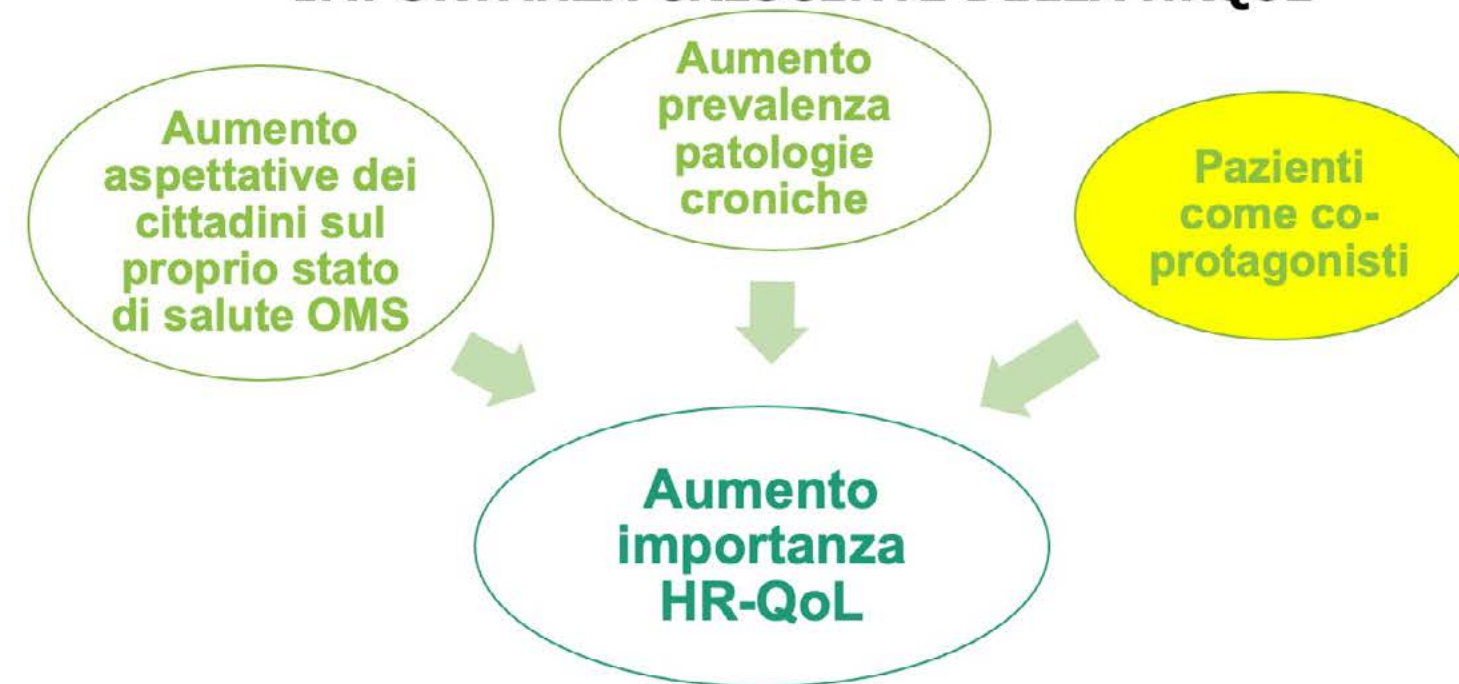 Aumento
aspettative dei
cittadini sul
proprio stato
di salute OMS
Aumento
prevalenza
patologie
croniche
Pazienti
come co-
protagonisti
Aumento
importanza
HR-QoL